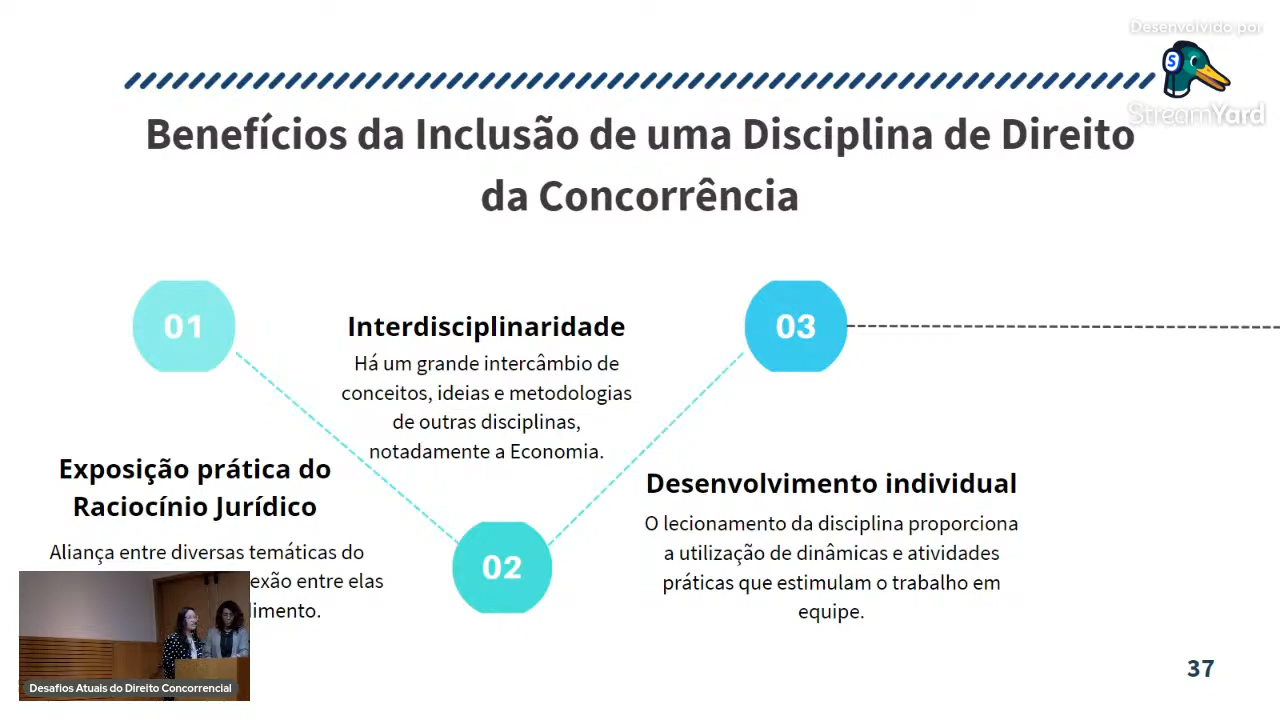 Desenvolvido por
S
StreamYard
Benefícios da Inclusão de uma Disciplina de Direito
da Concorrência
01
Exposição prática do
Raciocínio Jurídico
Aliança entre diversas temáticas do
exão entre elas
imento.
Interdisciplinaridade
Há um grande intercâmbio de
conceitos, ideias e metodologias
de outras disciplinas,
notadamente a Economia.
02
03
Desenvolvimento individual
O lecionamento da disciplina proporciona
a utilização de dinâmicas e atividades
práticas que estimulam o trabalho em
equipe.
Desafios Atuais do Direito Concorrencial
37